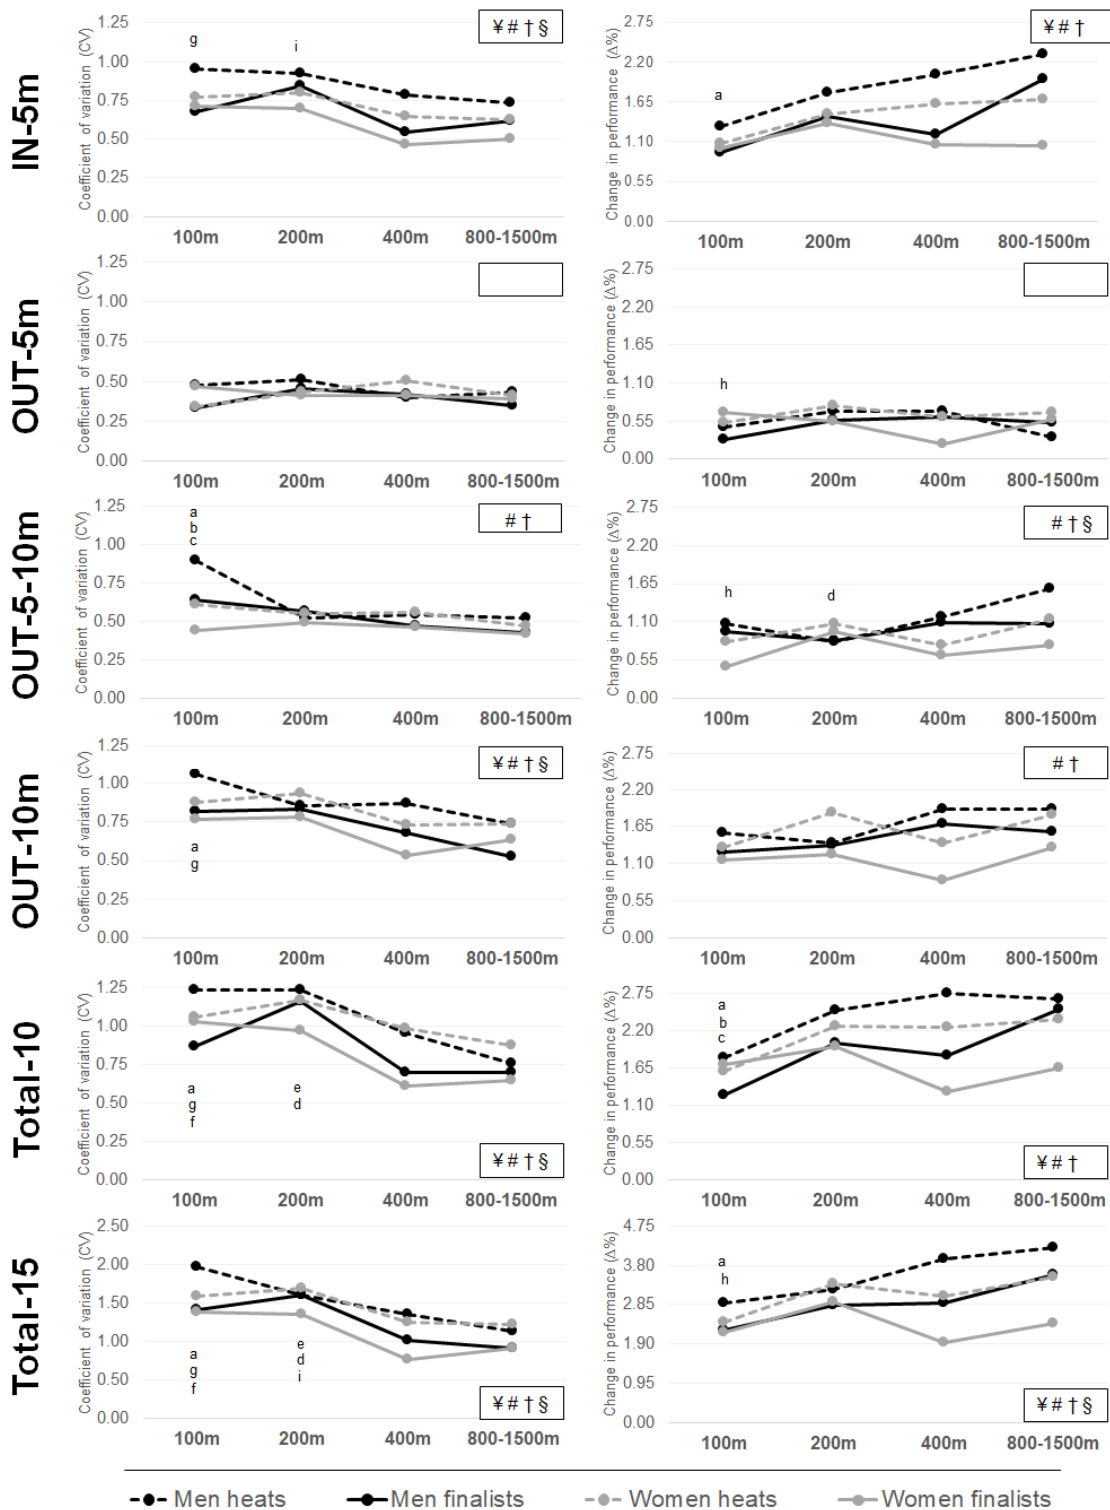 IN-5m
Coefficient of variation (CV)
1.25
1.00
0.75
0.50
0.25
0.00
g
i
¥ # † §
100m
200m
400m
800-1500m
Change in performance (Δ%)
2.75
2.20
1.65
1.10
0.55
0.00
a
¥ # †
100m
200m
400m
800-1500m
OUT-5m
Coefficient of variation (CV)
1.25
1.00
0.75
0.50
0.25
0.00
100m
200m
400m
800-1500m
Change in performance (Δ%)
2.75
2.20
1.65
1.10
0.55
0.00
h
100m
200m
400m
800-1500m
OUT-5-10m
Coefficient of variation (CV)
1.25
1.00
0.75
0.50
0.25
0.00
a
b
c
# †
100m
200m
400m
800-1500m
Change in performance (Δ%)
2.75
2.20
1.65
1.10
0.55
0.00
h
d
# † §
100m
200m
400m
800-1500m
OUT-10m
Coefficient of variation (CV)
1.25
1.00
0.75
0.50
0.25
0.00
a
g
¥ # † §
100m
200m
400m
800-1500m
Change in performance (Δ%)
2.75
2.20
1.65
1.10
0.55
0.00
# †
100m
200m
400m
800-1500m
Total-10
Coefficient of variation (CV)
1.25
1.00
0.75
0.50
0.25
0.00
a
g
f
e
d
¥ # † §
100m
200m
400m
800-1500m
Change in performance (Δ%)
2.75
2.20
1.65
1.10
0.55
0.00
a
b
c
¥ # †
100m
200m
400m
800-1500m
Total-15
Coefficient of variation (CV)
2.50
2.00
1.50
1.00
0.50
0.00
a
g
f
e
d
i
¥ # † §
100m
200m
400m
800-1500m
Change in performance (Δ%)
4.75
3.80
2.85
1.90
0.95
0.00
a
h
¥ # † §
100m
200m
400m
800-1500m
Men heats
Men finalists
Women heats
Women finalists